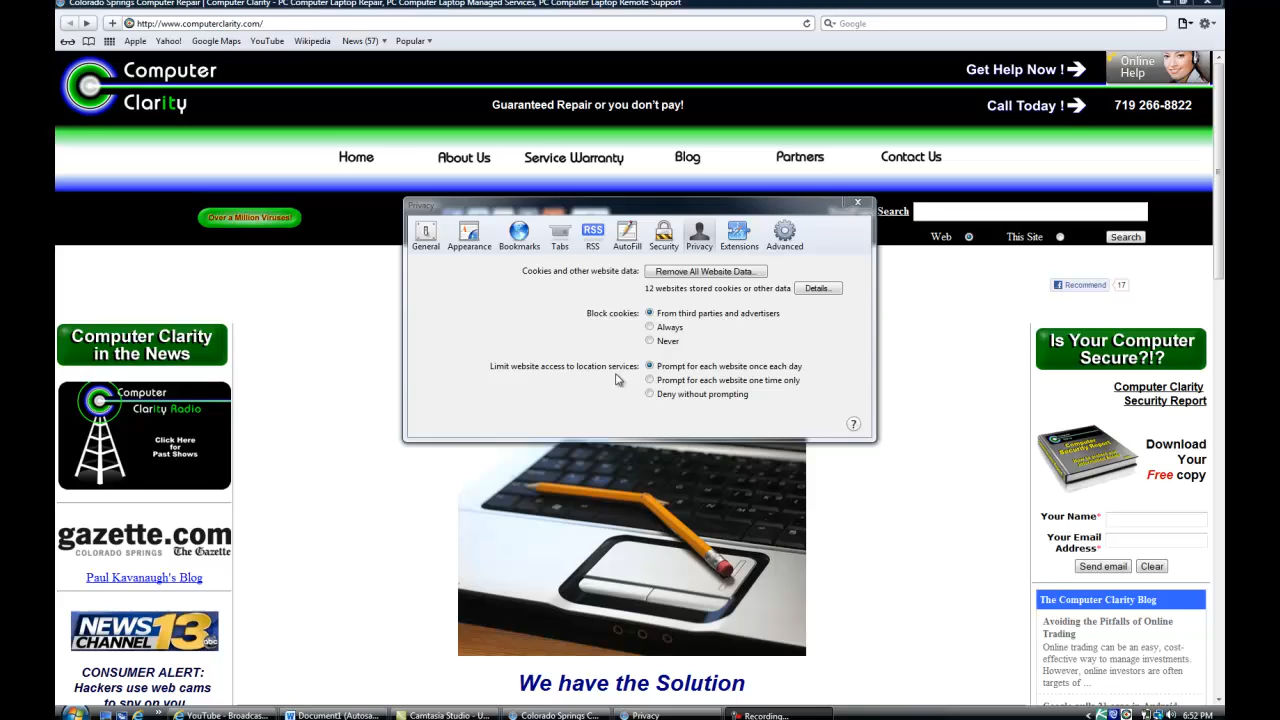 Colorado Springs Computer Repair | Computer Clarity - PC Computer Laptop Repair, PC Computer Laptop Managed Services, PC Computer Laptop Remote Support
http://www.computerclarity.com/
Google
Apple Yahoo! Google Maps YouTube Wikipedia News (57) Popular
Computer
Clarity
Get Help Now !
Online
Help
Guaranteed Repair or you don't pay!
Call Today !
719 266-8822
Home About Us Service Warranty Blog Partners Contact Us
Over a Million Viruses!
Search
Web This Site Search
Privacy
General Appearance Bookmarks Tabs RSS RSS AutoFill Security Privacy Extensions Advanced
Cookies and other website data: Remove All Website Data...
12 websites stored cookies or other data Details...
Block cookies: From third parties and advertisers
Always
Never
Limit website access to location services: Prompt for each website once each day
Prompt for each website one time only
Deny without prompting
?
Recommend 17
Computer Clarity
in the News
Computer
Clarity Radio
Click Here
for
Past Shows
gazette.com
COLORADO SPRINGS The Gazette
Paul Kavanaugh's Blog
NEWS 13
CHANNEL abc
CONSUMER ALERT:
Hackers use web cams
to spy on you
We have the Solution
Is Your Computer
Secure?!?
Computer Clarity
Security Report
Computer
Security Report
Download
Your
Free copy
Your Name*
Your Email
Address*
Send email Clear
The Computer Clarity Blog
Avoiding the Pitfalls of Online
Trading
Online trading can be an easy, cost-
effective way to manage investments.
However, online investors are often
targets of ...
YouTube - Broadcas... Document1 (Autosa... Camtasia Studio - U... Colorado Springs C... Privacy Recording... 6:52 PM